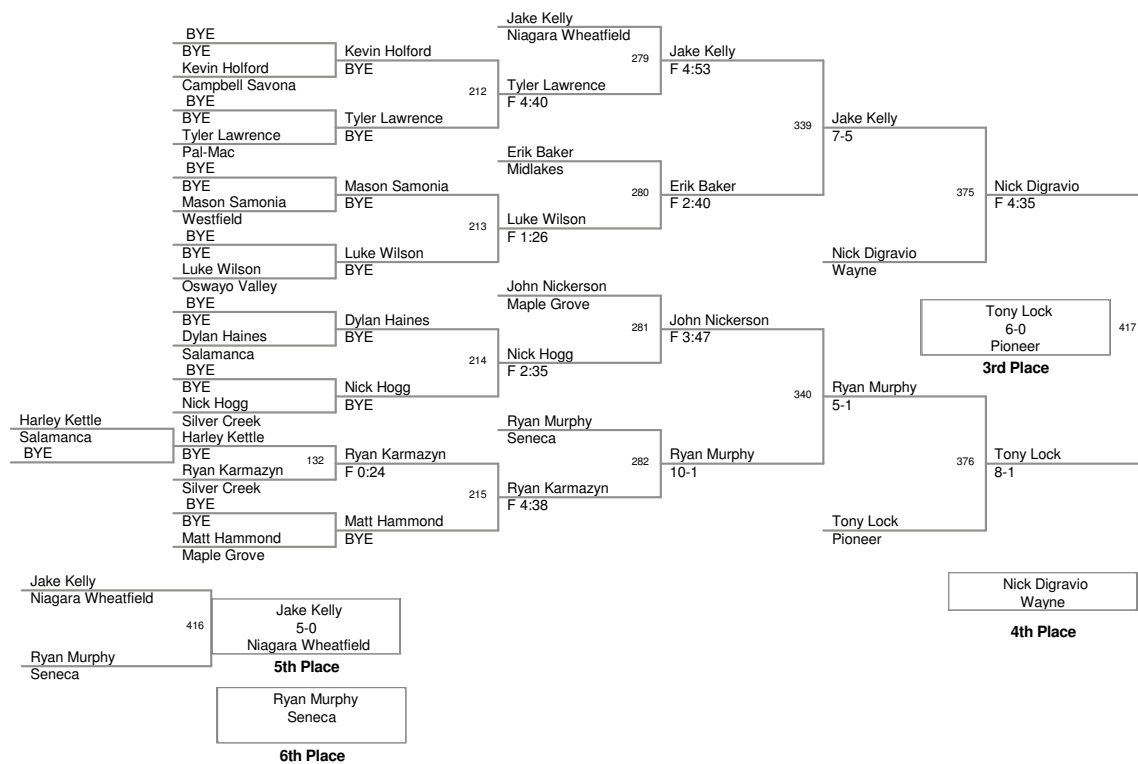 Harley Kettle
Salamanca
BYE
BYE
BYE
Kevin Holford
Campbell Savona
BYE
BYE
Tyler Lawrence
Pal-Mac
BYE
BYE
Mason Samonia
Westfield
BYE
BYE
Luke Wilson
Oswayo Valley
BYE
BYE
Dylan Haines
Salamanca
BYE
BYE
Nick Hogg
Silver Creek
Harley Kettle
BYE
132
Ryan Karmazyn
Silver Creek
BYE
BYE
Matt Hammond
Maple Grove
Kevin Holford
BYE
212
Tyler Lawrence
BYE
Mason Samonia
BYE
213
Luke Wilson
BYE
Dylan Haines
BYE
214
Nick Hogg
BYE
Ryan Karmazyn
F 0:24
215
Matt Hammond
BYE
Jake Kelly
Niagara Wheatfield
279
Tyler Lawrence
F 4:40
Erik Baker
Midlakes
280
Luke Wilson
F 1:26
John Nickerson
Maple Grove
281
Nick Hogg
F 2:35
Ryan Murphy
Seneca
282
Ryan Karmazyn
F 4:38
Jake Kelly
F 4:53
339
Erik Baker
F 2:40
John Nickerson
F 3:47
340
Ryan Murphy
10-1
Jake Kelly
7-5
375
Nick Digravio
Wayne
Ryan Murphy
5-1
376
Tony Lock
Pioneer
Nick Digravio
F 4:35
Tony Lock
6-0
Pioneer
417
3rd Place
Tony Lock
8-1
Nick Digravio
Wayne
4th Place
Jake Kelly
Niagara Wheatfield
416
Ryan Murphy
Seneca
Jake Kelly
5-0
Niagara Wheatfield
5th Place
Ryan Murphy
Seneca
6th Place